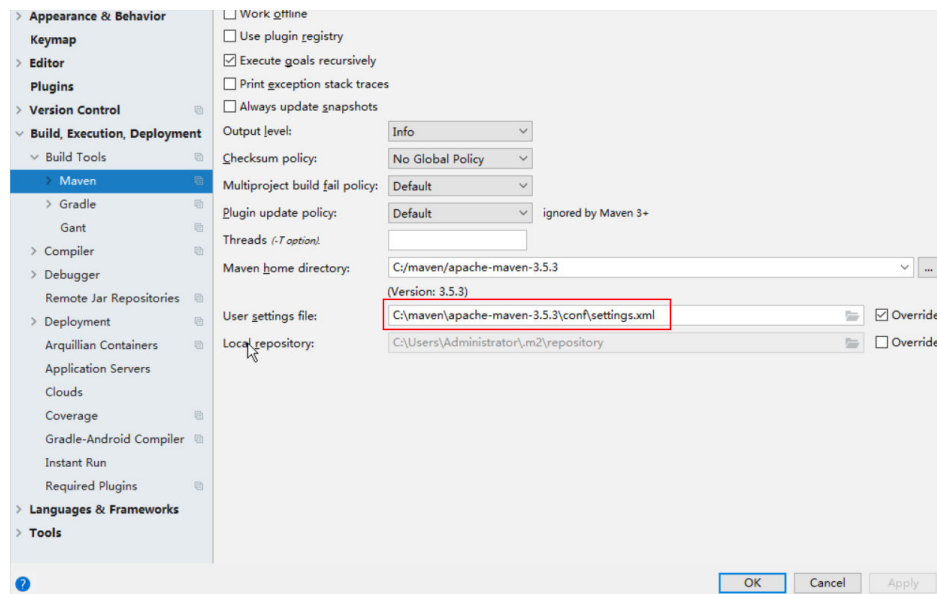 Appearance & Behavior
Keymap
Editor
Plugins
Version Control
Build, Execution, Deployment
Build Tools
Maven
Gradle
Gant
Compiler
Debugger
Remote Jar Repositories
Deployment
Arquillian Containers
Application Servers
Clouds
Coverage
Gradle-Android Compiler
Instant Run
Required Plugins
Languages & Frameworks
Tools
Work offline
Use plugin registry
Execute goals recursively
Print exception stack traces
Always update snapshots
Output level: Info
Checksum policy: No Global Policy
Multiproject build fail policy: Default
Plugin update policy: Default ignored by Maven 3+
Threads (-T option).
Maven home directory: C:/maven/apache-maven-3.5.3 ...
(Version: 3.5.3)
User settings file: C:\maven\apache-maven-3.5.3\conf\settings.xml Override
Local repository: C:\Users\Administrator\.m2\repository Override
? OK Cancel Apply